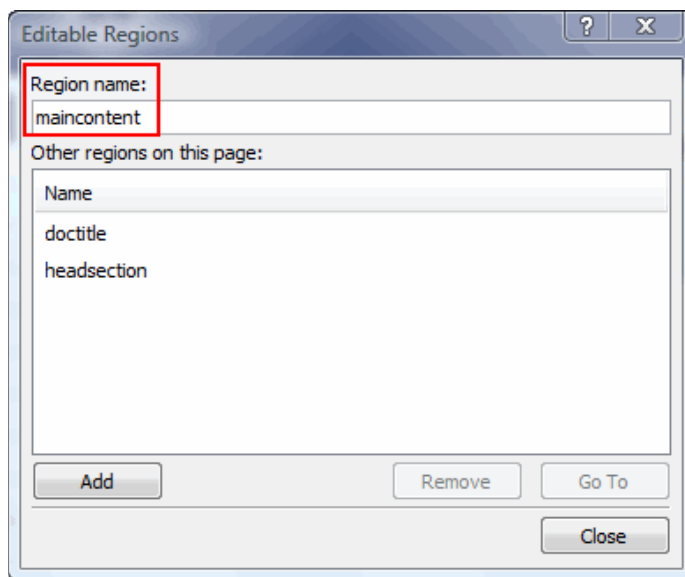 Editable Regions
?
X
Region name:
maincontent
Other regions on this page:
Name
doctitle
headsection
Add
Remove
Go To
Close